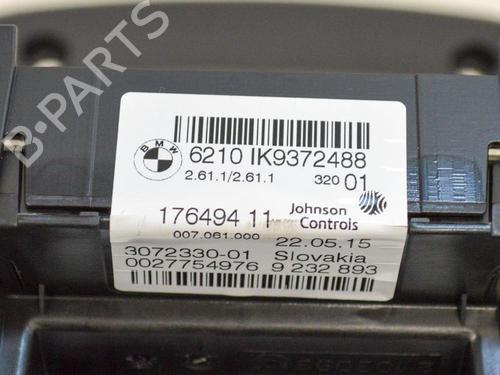 B-PARTS
BMW
6210 IK9372488
2.61.1/2.61.1 320 01
176494 11 Johnson Controls
007.061.000 22.05.15
3072330-01 Slovakia
0027754976 9 232 893